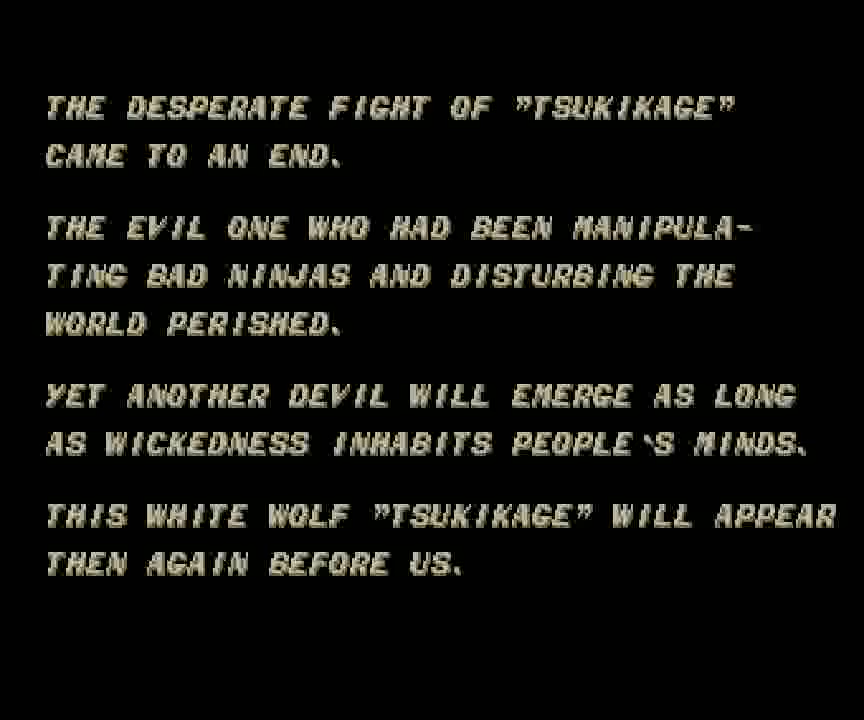 THE DESPERATE FIGHT OF "TSUKIKAGE"
CAME TO AN END.
THE EVIL ONE WHO HAD BEEN MANIPULA-
TING BAD NINJAS AND DISTURBING THE
WORLD PERISHED.
YET ANOTHER DEVIL WILL EMERGE AS LONG
AS WICKEDNESS INHABITS PEOPLE`S MINDS.
THIS WHITE WOLF "TSUKIKAGE" WILL APPEAR
THEN AGAIN BEFORE US.